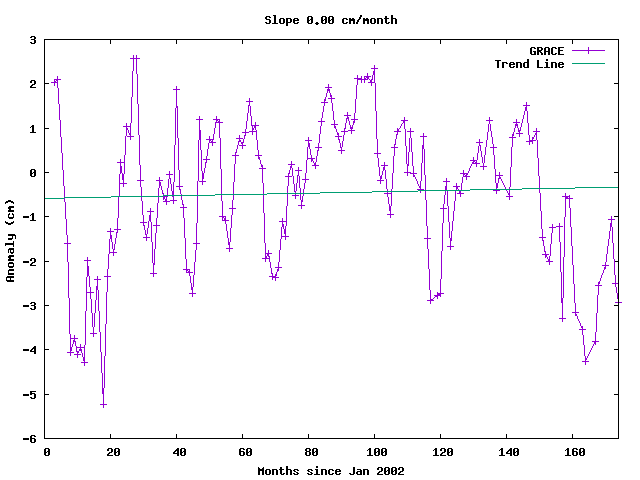 Slope 0.00 cm/month
GRACE
Trend Line
3
2
1
0
-1
-2
-3
-4
-5
-6
Anomaly (cm)
0 20 40 60 80 100 120 140 160
Months since Jan 2002